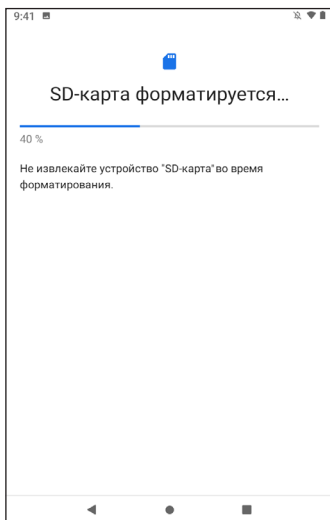 9:41
SD-карта форматируется...
40 %
Не извлекайте устройство "SD-карта" во время
форматирования.